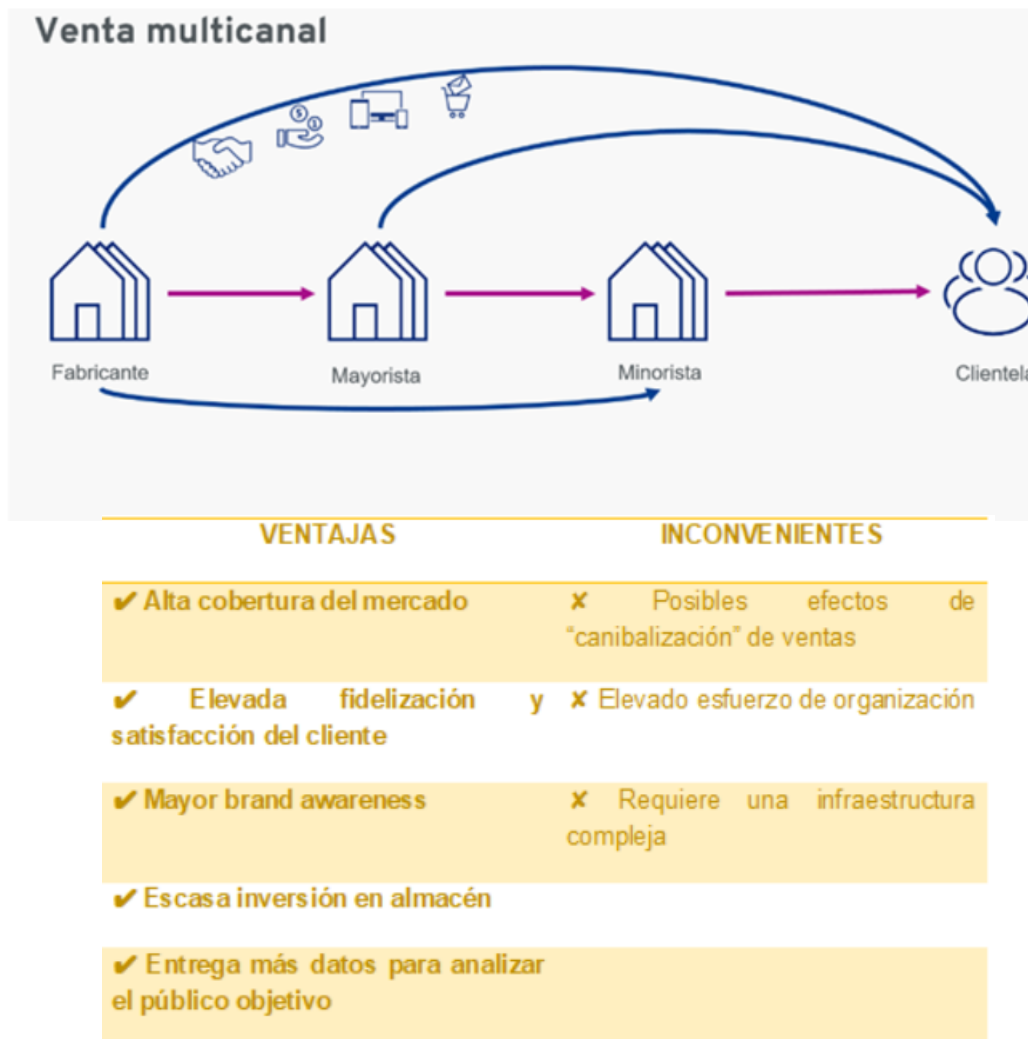 Venta multicanal
Fabricante
Mayorista
Minorista
Clientela
VENTAJAS
INCONVENIENTES
✔ Alta cobertura del mercado
✘ Posibles efectos de
“canibalización” de ventas
✔ Elevada fidelización y
satisfacción del cliente
✘ Elevado esfuerzo de organización
✔ Mayor brand awareness
✘ Requiere una infraestructura
compleja
✔ Escasa inversión en almacén
✔ Entrega más datos para analizar
el público objetivo